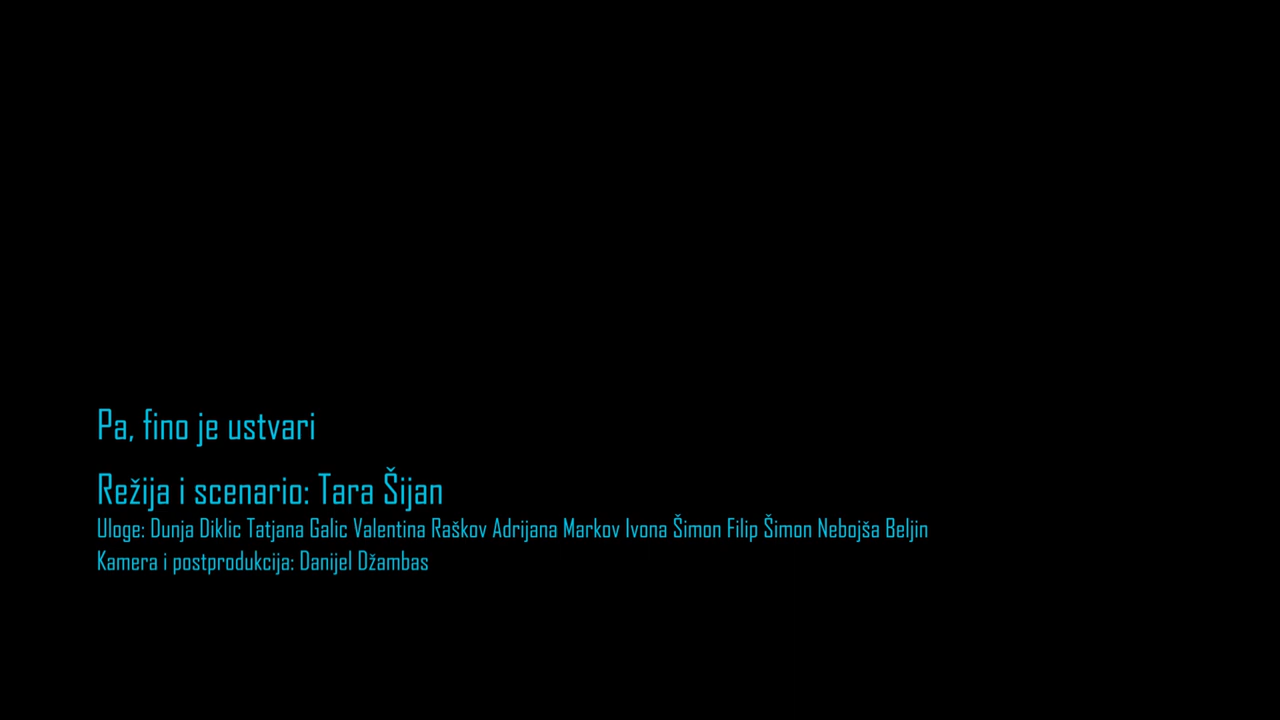 Pa, fino je ustvari
Režija i scenario: Tara Šijan
Uloge: Dunja Diklic Tatjana Galic Valentina Raškov Adrijana Markov Ivona Šimon Filip Šimon Nebojša Beljin
Kamera i postprodukcija: Danijel Džambas